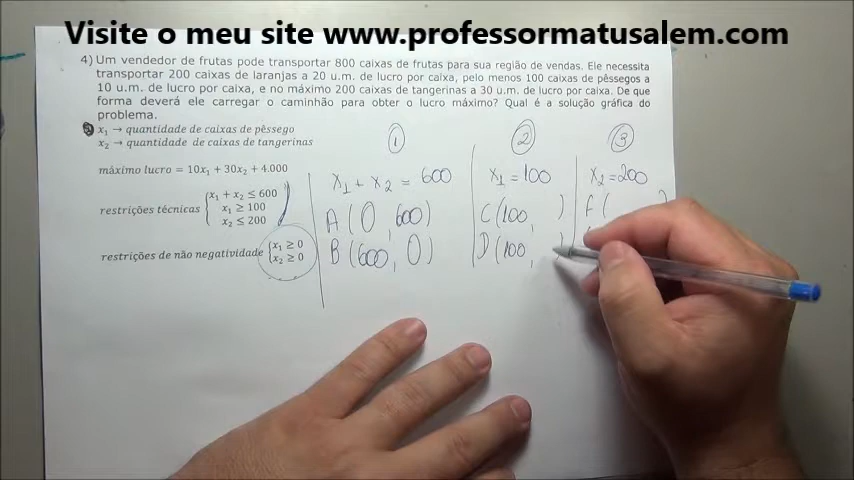 Visite o meu site www.professormatusalem.com
4) Um vendedor de frutas pode transportar 800 caixas de frutas para sua região de vendas. Ele necessita
transportar 200 caixas de laranjas a 20 u.m. de lucro por caixa, pelo menos 100 caixas de pêssegos a
10 u.m. de lucro por caixa, e no máximo 200 caixas de tangerinas a 30 u.m. de lucro por caixa. De que
forma deverá ele carregar o caminhão para obter o lucro máximo? Qual é a solução gráfica do
problema.
x₁ → quantidade de caixas de pêssego
x₂ → quantidade de caixas de tangerinas
máximo lucro = 10x₁ + 30x₂ + 4.000
restrições técnicas { x₁ + x₂ ≤ 600
x₁ ≥ 100
x₂ ≤ 200
restrições de não negatividade { x₁ ≥ 0
x₂ ≥ 0
1
x₁ + x₂ = 600
A (0, 600)
B (600, 0)
2
x₁ = 100
C (100, )
D (100, )
3
x₂ = 200